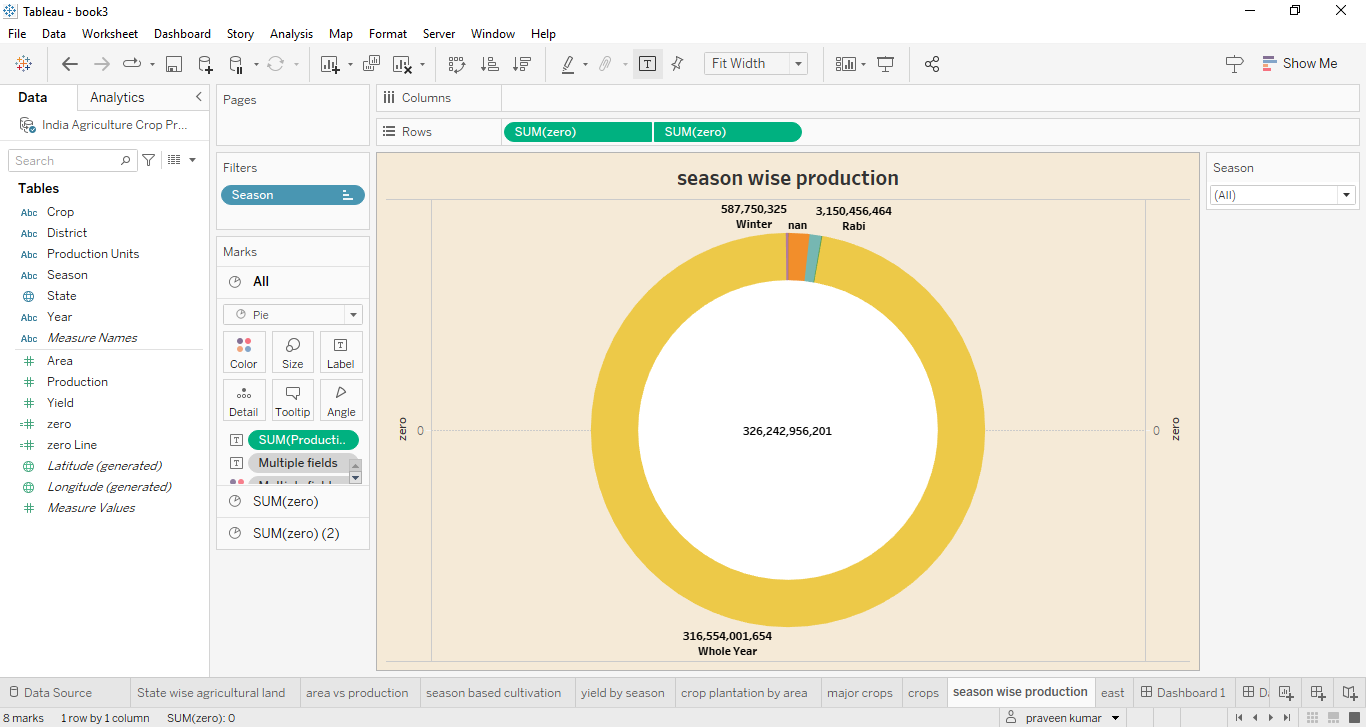 Tableau - book3
File Data Worksheet Dashboard Story Analysis Map Format Server Window Help
Fit Width
Show Me
Data Analytics
India Agriculture Crop Pr...
Search
Tables
Abc Crop
Abc District
Abc Production Units
Abc Season
State
Abc Year
Abc Measure Names
Area
Production
Yield
zero
zero Line
Latitude (generated)
Longitude (generated)
Measure Values
Pages
Filters
Season
Marks
All
Pie
Color Size Label
Detail Tooltip Angle
SUM(Producti..
Multiple fields
SUM(zero)
SUM(zero) (2)
Columns
Rows SUM(zero) SUM(zero)
season wise production
587,750,325
Winter
nan
3,150,456,464
Rabi
zero
0
326,242,956,201
0
zero
316,554,001,654
Whole Year
Season
(All)
Data Source State wise agricultural land area vs production season based cultivation yield by season crop plantation by area major crops crops season wise production east Dashboard 1 D.
8 marks 1 row by 1 column SUM(zero): 0 praveen kumar